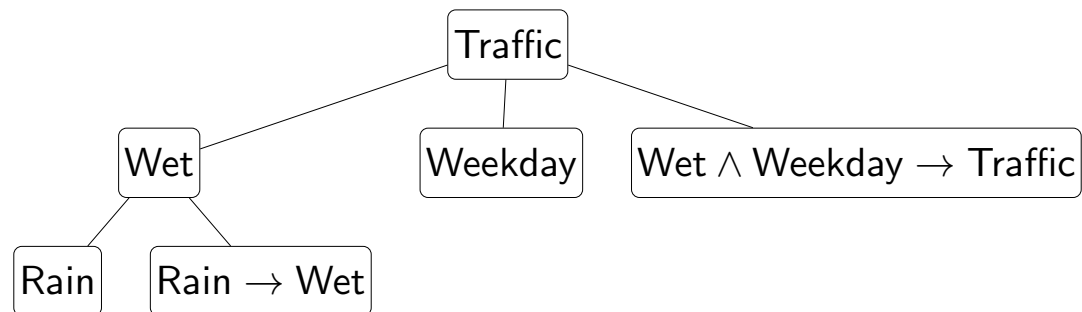 Traffic
Wet
Weekday
Wet ∧ Weekday → Traffic
Rain
Rain → Wet